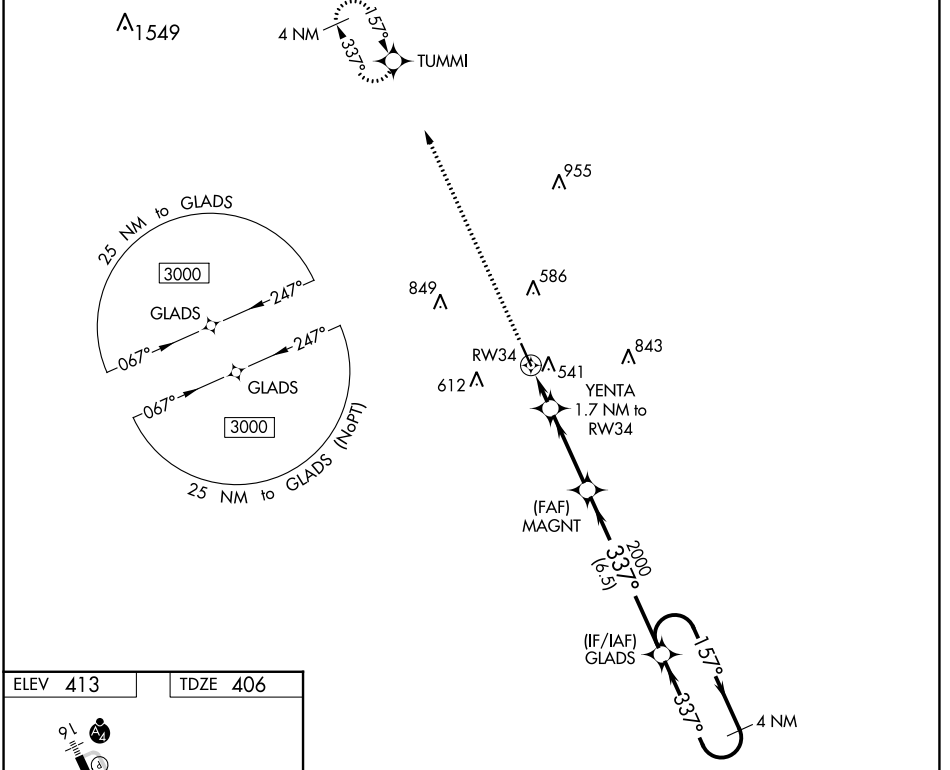 1549
4 NM
157°
337°
TUMMI
955
25 NM to GLADS
3000
GLADS
247°
067°
247°
GLADS
067°
3000
25 NM to GLADS (NoPT)
849
586
RW34
541
843
612
YENTA
1.7 NM to
RW34
(FAF)
MAGNT
2000
337°
(6.5)
(IF/IAF)
GLADS
157°
337°
4 NM
ELEV 413
TDZE 406
16
A4
P